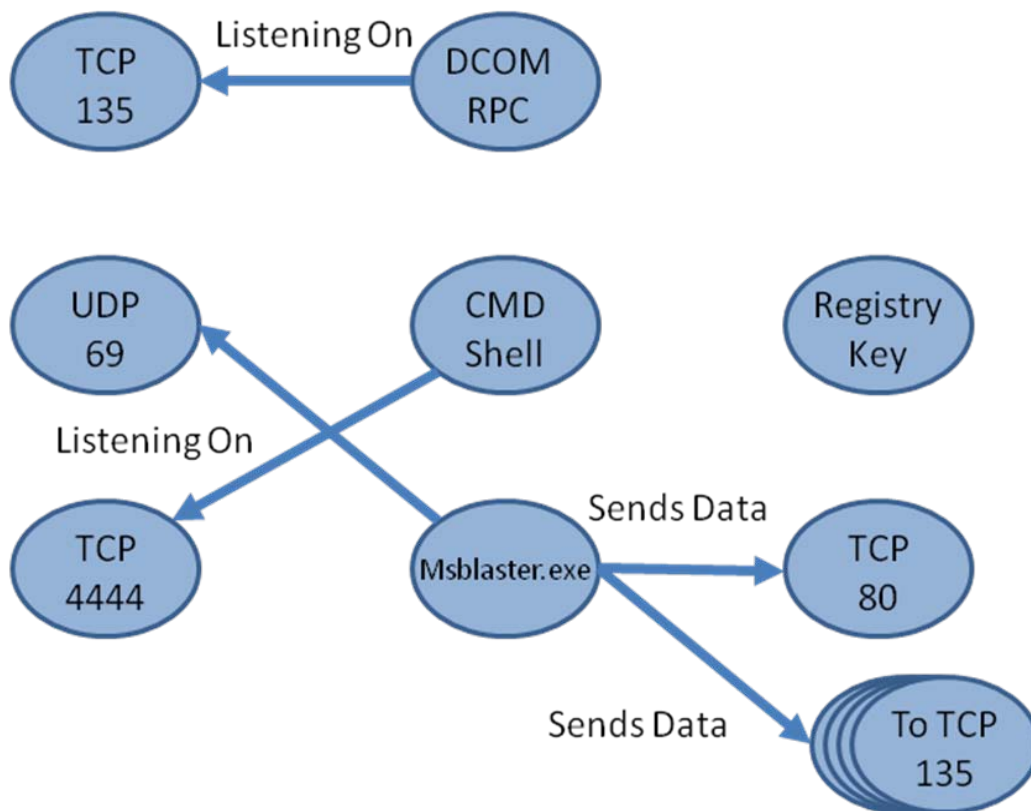 Listening On
TCP
135
DCOM
RPC
UDP
69
CMD
Shell
Registry
Key
Listening On
Sends Data
TCP
4444
Msblaster.exe
TCP
80
Sends Data
To TCP
135